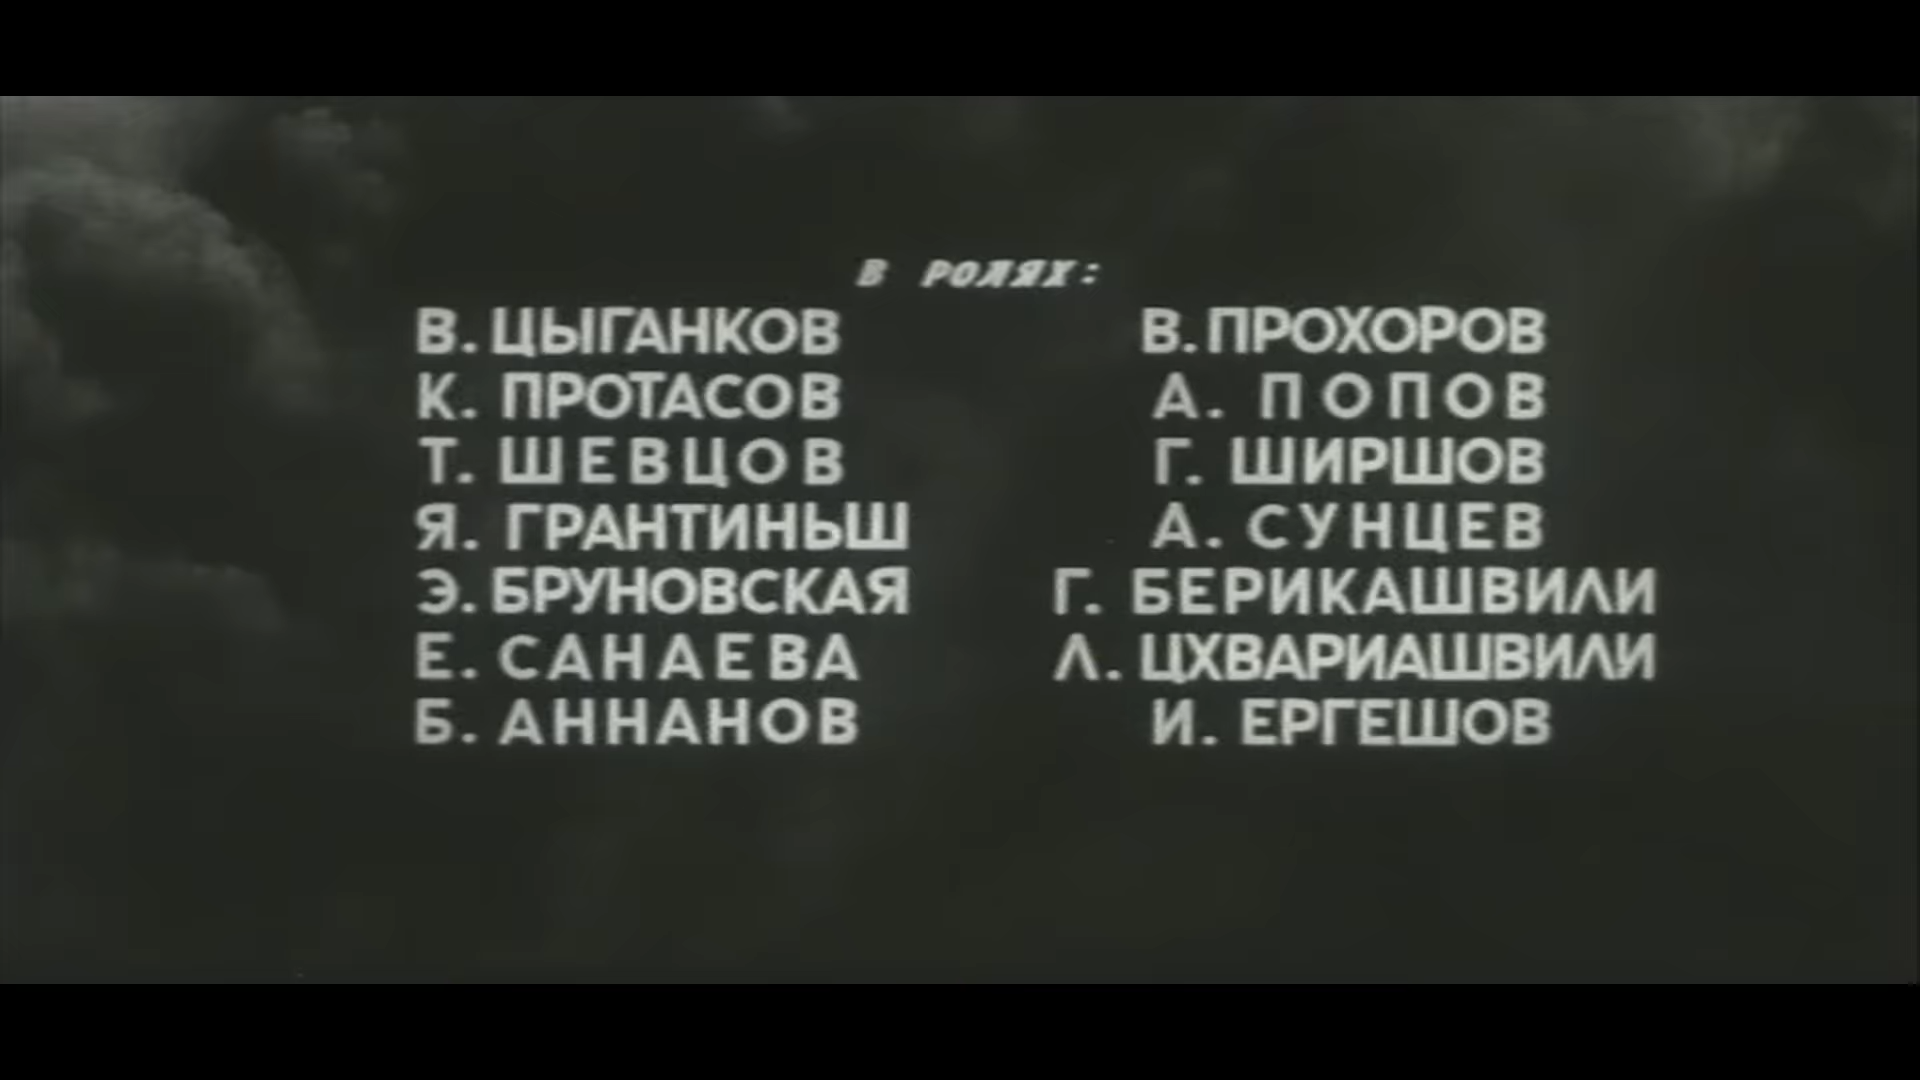 В РОЛЯХ:
В. ЦЫГАНКОВ
К. ПРОТАСОВ
Т. ШЕВЦОВ
Я. ГРАНТИНЬШ
Э. БРУНОВСКАЯ
Е. САНАЕВА
Б. АННАНОВ
В. ПРОХОРОВ
А. ПОПОВ
Г. ШИРШОВ
А. СУНЦЕВ
Г. БЕРИКАШВИЛИ
Л. ЦХВАРИАШВИЛИ
И. ЕРГЕШОВ